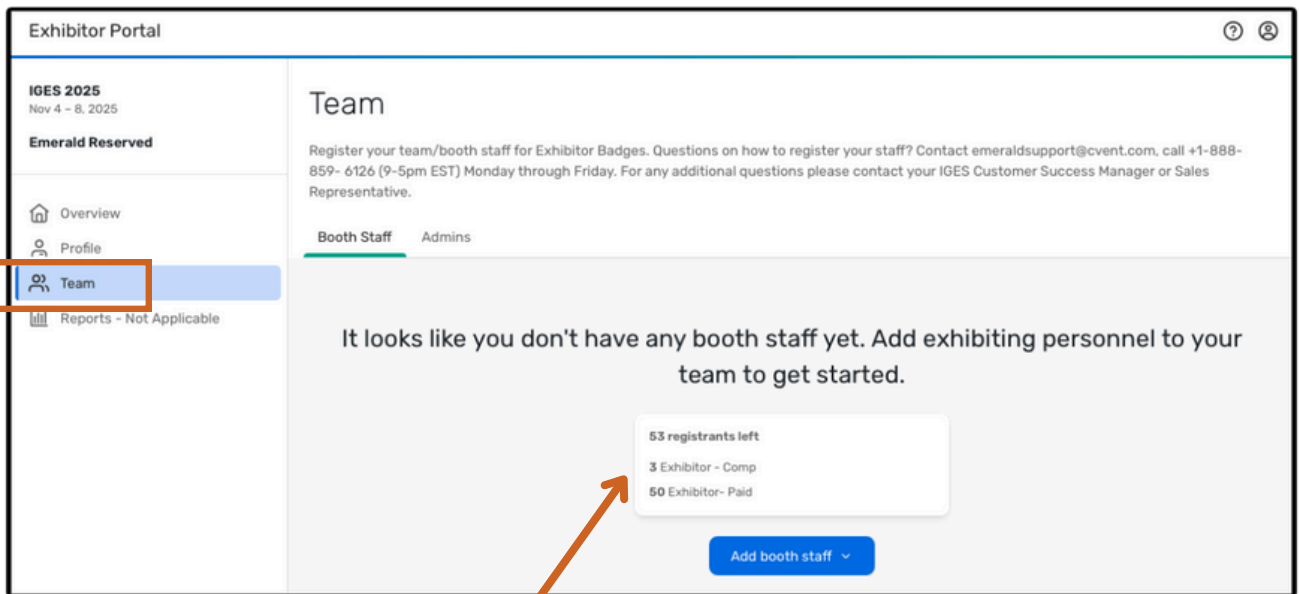 Exhibitor Portal
IGES 2025
Nov 4 – 8, 2025
Emerald Reserved
Overview
Profile
Team
Reports - Not Applicable
Team
Register your team/booth staff for Exhibitor Badges. Questions on how to register your staff? Contact emeraldsupport@cvent.com, call +1-888-
859- 6126 (9-5pm EST) Monday through Friday. For any additional questions please contact your IGES Customer Success Manager or Sales
Representative.
Booth Staff Admins
It looks like you don't have any booth staff yet. Add exhibiting personnel to your
team to get started.
53 registrants left
3 Exhibitor - Comp
50 Exhibitor- Paid
Add booth staff